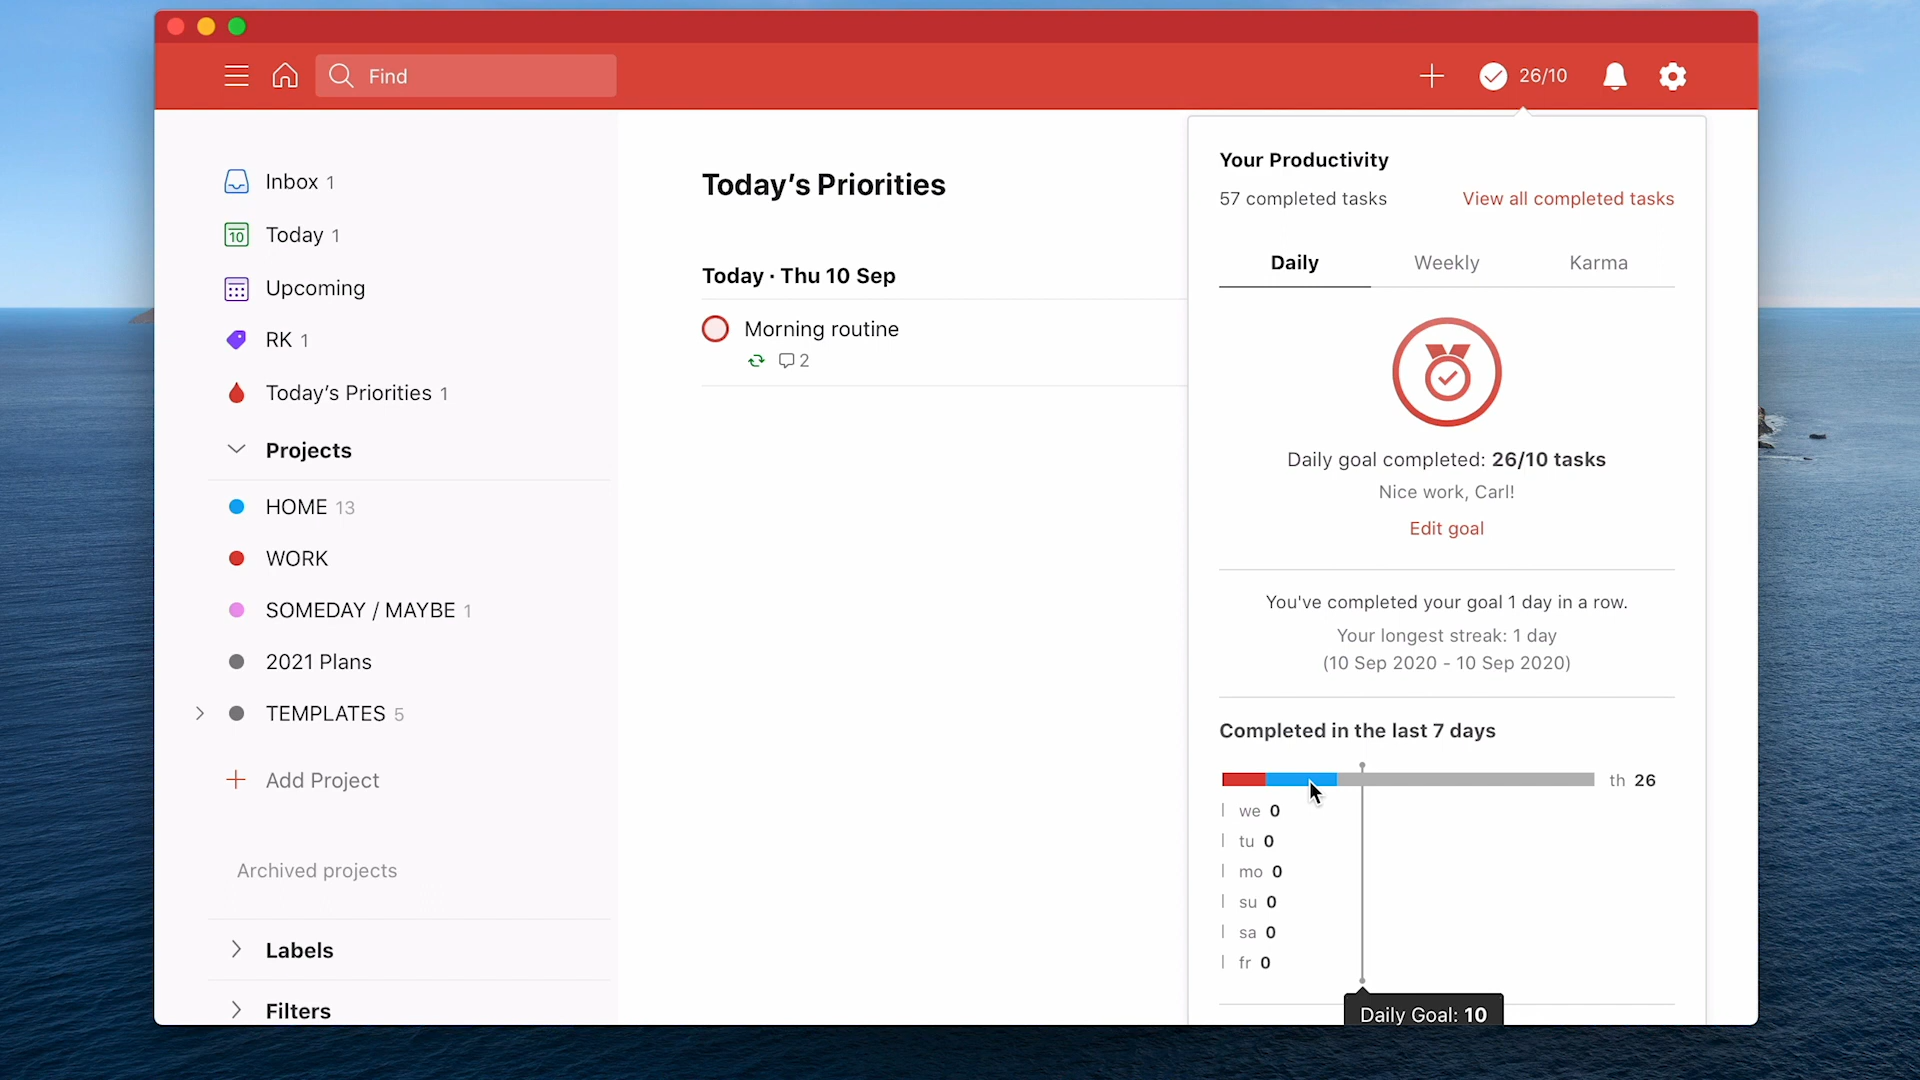 Find
26/10
Inbox 1
10 Today 1
Upcoming
RK 1
Today's Priorities 1
Projects
HOME 13
WORK
SOMEDAY / MAYBE 1
2021 Plans
TEMPLATES 5
Add Project
Archived projects
Labels
Filters
Today's Priorities
Today · Thu 10 Sep
Morning routine
2
Your Productivity
57 completed tasks View all completed tasks
Daily Weekly Karma
Daily goal completed: 26/10 tasks
Nice work, Carl!
Edit goal
You've completed your goal 1 day in a row.
Your longest streak: 1 day
(10 Sep 2020 - 10 Sep 2020)
Completed in the last 7 days
th 26
we 0
tu 0
mo 0
su 0
sa 0
fr 0
Daily Goal: 10